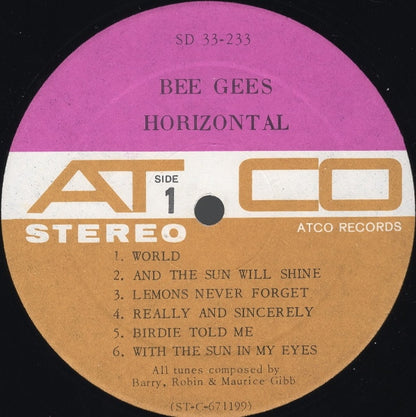 SD 33-233
BEE GEES
HORIZONTAL
ATCO
SIDE
1
STEREO
ATCO RECORDS
1. WORLD
2. AND THE SUN WILL SHINE
3. LEMONS NEVER FORGET
4. REALLY AND SINCERELY
5. BIRDIE TOLD ME
6. WITH THE SUN IN MY EYES
All tunes composed by
Barry, Robin & Maurice Gibb
(ST-C-671199)